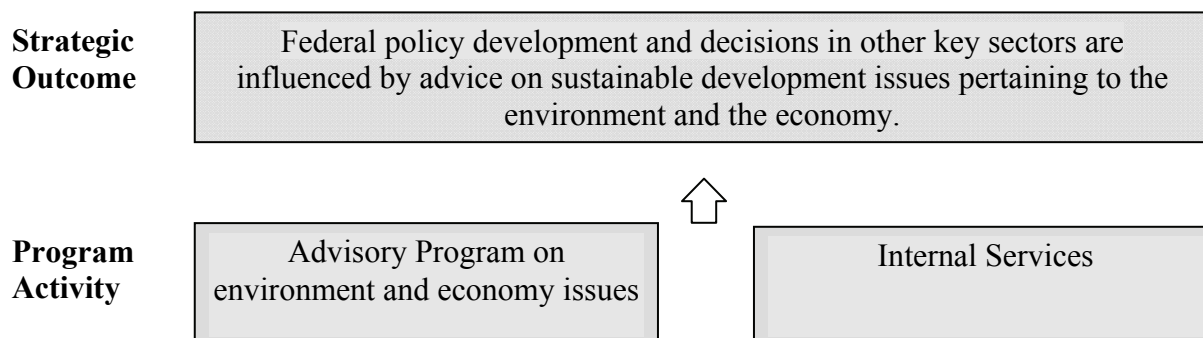 Strategic
Outcome
Federal policy development and decisions in other key sectors are
influenced by advice on sustainable development issues pertaining to the
environment and the economy.
Program
Activity
Advisory Program on
environment and economy issues
Internal Services